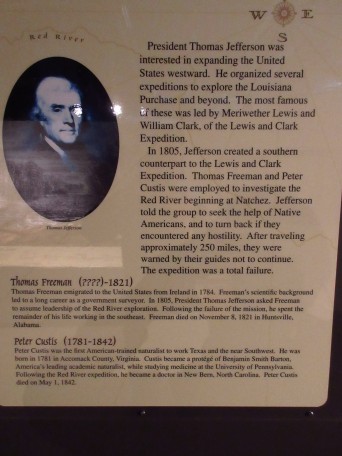 W E
S
Red River
President Thomas Jefferson was
interested in expanding the United
States westward. He organized several
expeditions to explore the Louisiana
Purchase and beyond. The most famous
of these was led by Meriwether Lewis and
William Clark, of the Lewis and Clark
Expedition.
In 1805, Jefferson created a southern
counterpart to the Lewis and Clark
Expedition. Thomas Freeman and Peter
Custis were employed to investigate the
Red River beginning at Natchez. Jefferson
told the group to seek the help of Native
Americans, and to turn back if they
encountered any hostility. After traveling
approximately 250 miles, they were
warned by their guides not to continue.
The expedition was a total failure.
Thomas Jefferson
Thomas Freeman (????-1821)
Thomas Freeman emigrated to the United States from Ireland in 1784. Freeman's scientific background
led to a long career as a government surveyor. In 1805, President Thomas Jefferson asked Freeman
to assume leadership of the Red River exploration. Following the failure of the mission, he spent the
remainder of his life working in the southeast. Freeman died on November 8, 1821 in Huntsville,
Alabama.
Peter Custis (1781-1842)
Peter Custis was the first American-trained naturalist to work Texas and the near Southwest. He was
born in 1781 in Accomack County, Virginia. Custis became a protégé of Benjamin Smith Barton,
America's leading academic naturalist, while studying medicine at the University of Pennsylvania.
Following the Red River expedition, he became a doctor in New Bern, North Carolina. Peter Custis
died on May 1, 1842.